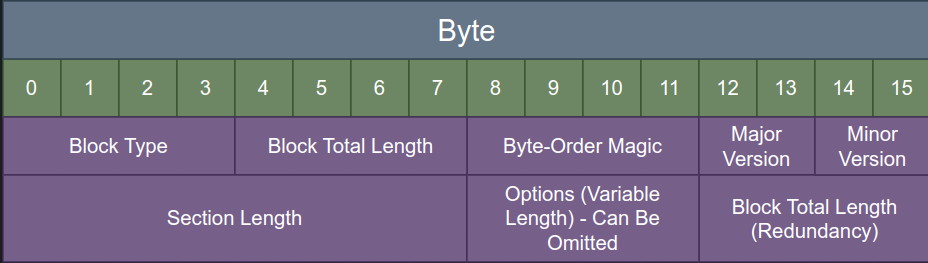 Byte
0 1 2 3 4 5 6 7 8 9 10 11 12 13 14 15
Block Type
Block Total Length
Byte-Order Magic
Major
Version
Minor
Version
Section Length
Options (Variable
Length) - Can Be
Omitted
Block Total Length
(Redundancy)